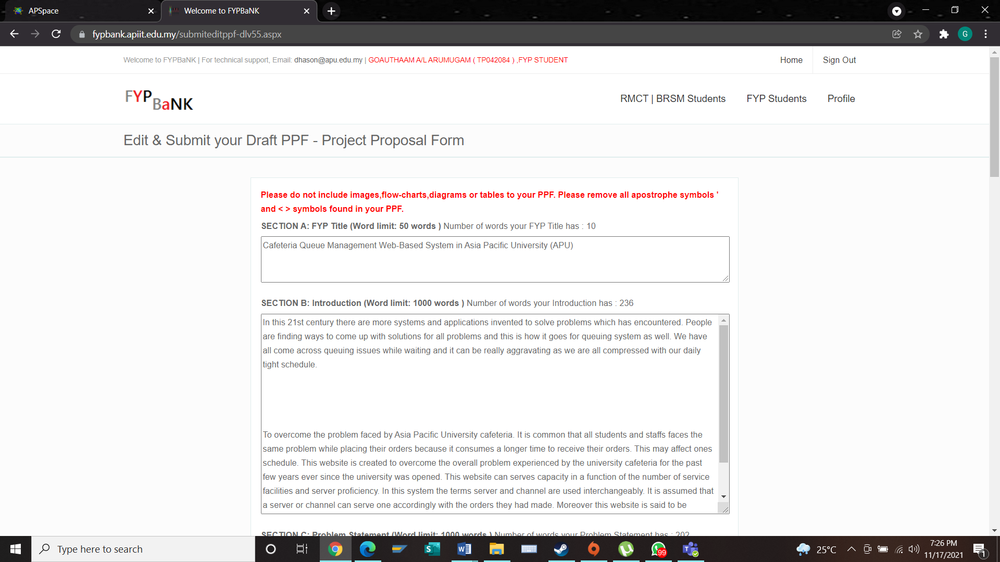 APSpace
Welcome to FYPBaNK
fypbank.apiit.edu.my/submiteditppf-dlv55.aspx
G
Welcome to FYPBaNK | For technical support, Email: dhason@apu.edu.my | GOAUTHAAM A/L ARUMUGAM ( TP042084 ) ,FYP STUDENT
Home
Sign Out
FYP BaNK
RMCT | BRSM Students
FYP Students
Profile
Edit & Submit your Draft PPF - Project Proposal Form
Please do not include images,flow-charts,diagrams or tables to your PPF. Please remove all apostrophe symbols '
and < > symbols found in your PPF.
SECTION A: FYP Title (Word limit: 50 words ) Number of words your FYP Title has : 10
Cafeteria Queue Management Web-Based System in Asia Pacific University (APU)
SECTION B: Introduction (Word limit: 1000 words ) Number of words your Introduction has : 236
In this 21st century there are more systems and applications invented to solve problems which has encountered. People
are finding ways to come up with solutions for all problems and this is how it goes for queuing system as well. We have
all come across queuing issues while waiting and it can be really aggravating as we are all compressed with our daily
tight schedule.
To overcome the problem faced by Asia Pacific University cafeteria. It is common that all students and staffs faces the
same problem while placing their orders because it consumes a longer time to receive their orders. This may affect ones
schedule. This website is created to overcome the overall problem experienced by the university cafeteria for the past
few years ever since the university was opened. This website can serves capacity in a function of the number of service
facilities and server proficiency. In this system the terms server and channel are used interchangeably. It is assumed that
a server or channel can serve one accordingly with the orders they had made. Moreover this website is said to be
SECTION C: Problem Statement (Word limit: 1000 words ) Number of words your Problem Statement has : 202
Type here to search
99
25°C
7:26 PM
11/17/2021
1